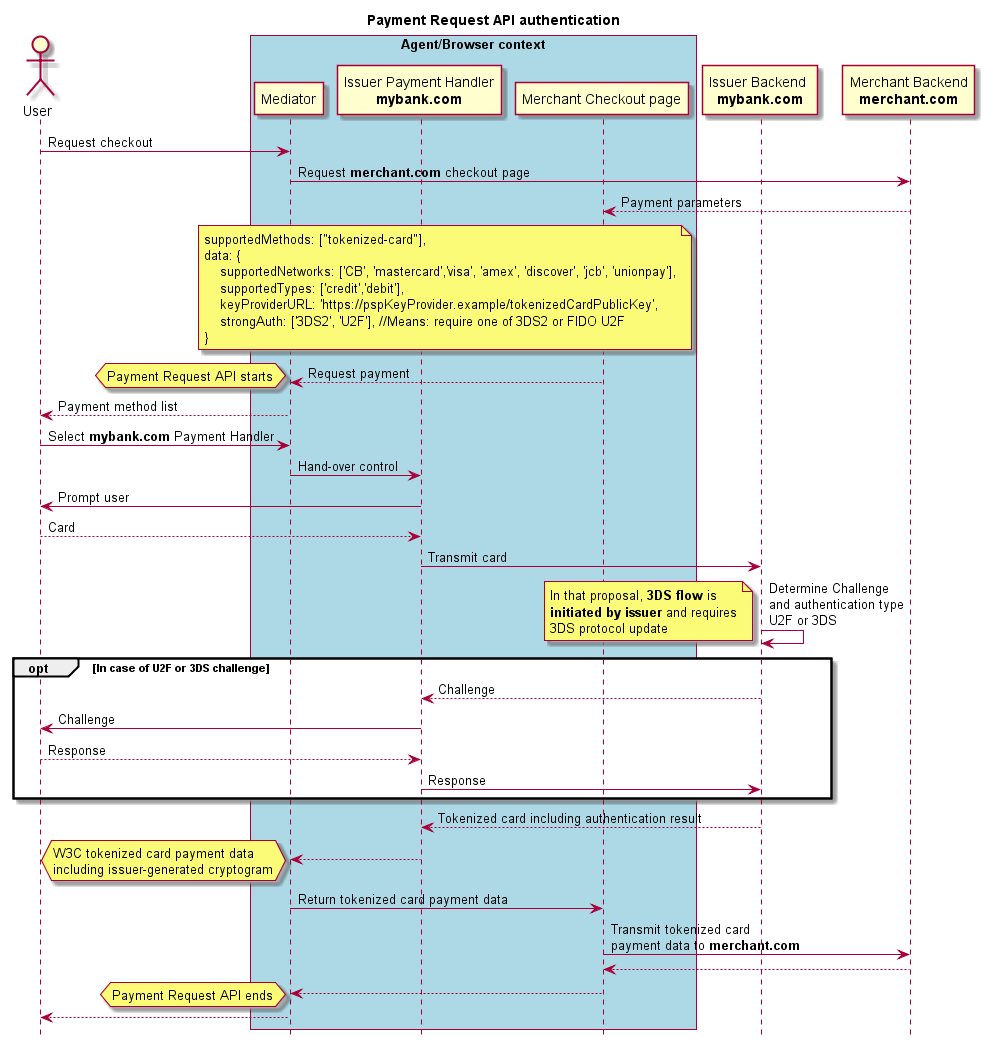 Payment Request API authentication
Agent/Browser context
User
Mediator
Issuer Payment Handler
mybank.com
Merchant Checkout page
Issuer Backend
mybank.com
Merchant Backend
merchant.com
Request checkout
Request merchant.com checkout page
Payment parameters
supportedMethods: ["tokenized-card"],
data: {
supportedNetworks: ['CB', 'mastercard','visa', 'amex', 'discover', 'jcb', 'unionpay'],
supportedTypes: ['credit','debit'],
keyProviderURL: 'https://pspKeyProvider.example/tokenizedCardPublicKey',
strongAuth: ['3DS2', 'U2F'], //Means: require one of 3DS2 or FIDO U2F
}
Payment Request API starts
Request payment
Payment method list
Select mybank.com Payment Handler
Hand-over control
Prompt user
Card
Transmit card
In that proposal, 3DS flow is
initiated by issuer and requires
3DS protocol update
Determine Challenge
and authentication type
U2F or 3DS
opt
[In case of U2F or 3DS challenge]
Challenge
Challenge
Response
Response
Tokenized card including authentication result
W3C tokenized card payment data
including issuer-generated cryptogram
Return tokenized card payment data
Transmit tokenized card
payment data to merchant.com
Payment Request API ends